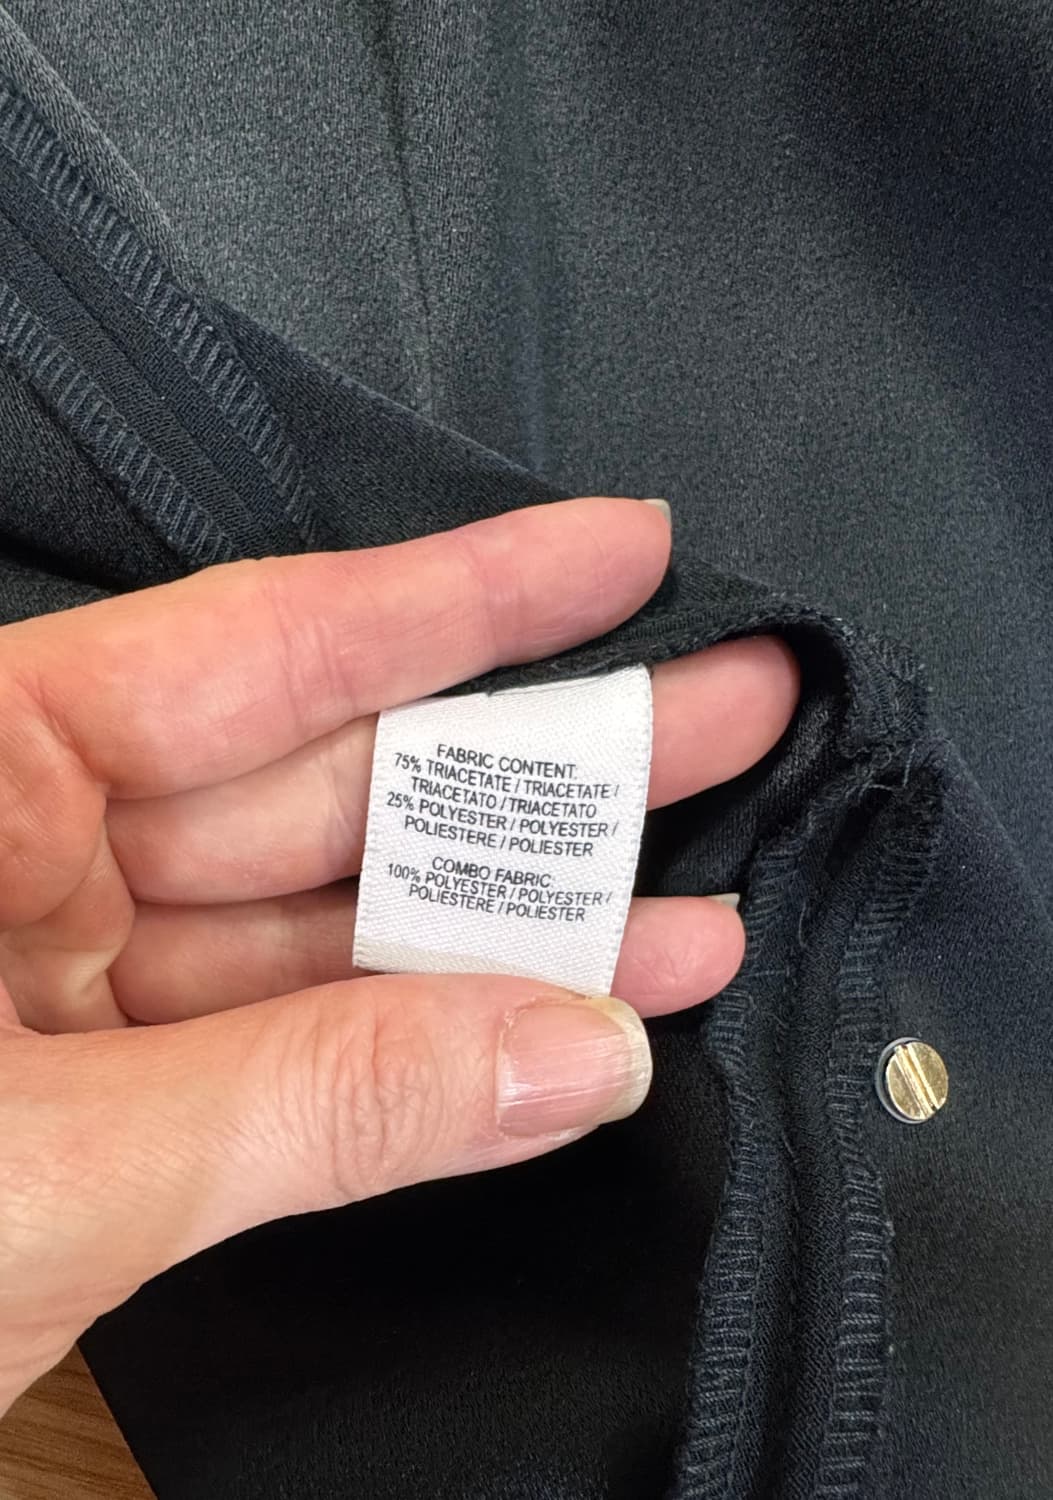 FABRIC CONTENT:
75% TRIACETATE / TRIACETATE /
TRIACETATO / TRIACETATO
25% POLYESTER / POLYESTER /
POLIESTERE / POLIESTER
COMBO FABRIC:
100% POLYESTER / POLYESTER /
POLIESTERE / POLIESTER